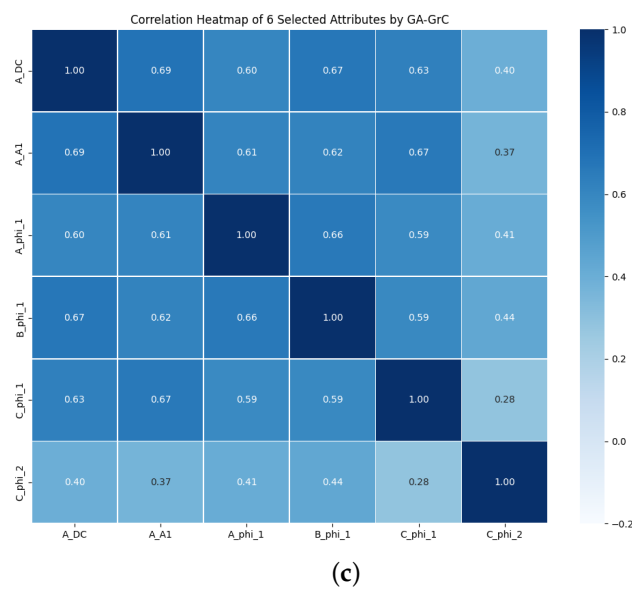 Correlation Heatmap of 6 Selected Attributes by GA-GrC
A_DC 1.00 0.69 0.60 0.67 0.63 0.40
A_A1 0.69 1.00 0.61 0.62 0.67 0.37
A_phi_1 0.60 0.61 1.00 0.66 0.59 0.41
B_phi_1 0.67 0.62 0.66 1.00 0.59 0.44
C_phi_1 0.63 0.67 0.59 0.59 1.00 0.28
C_phi_2 0.40 0.37 0.41 0.44 0.28 1.00
A_DC A_A1 A_phi_1 B_phi_1 C_phi_1 C_phi_2
1.0
0.8
0.6
0.4
0.2
0.0
−0.2
(c)